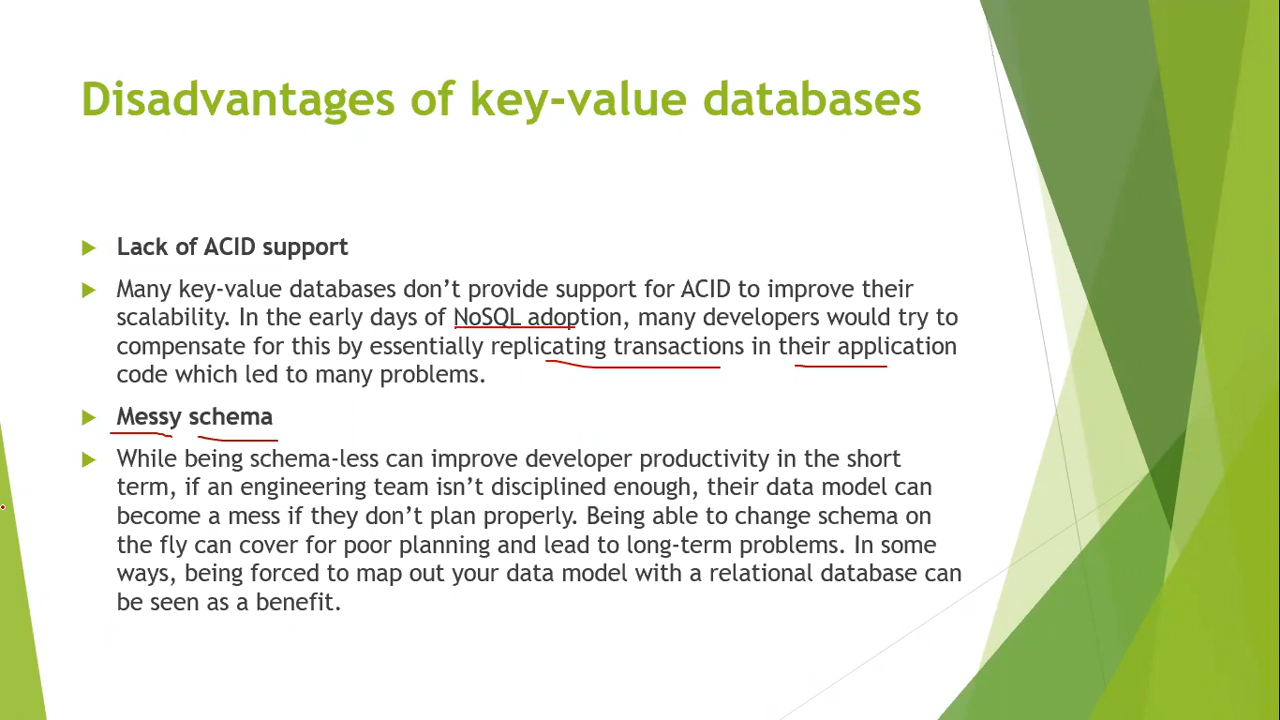 Disadvantages of key-value databases
Lack of ACID support
Many key-value databases don’t provide support for ACID to improve their
scalability. In the early days of NoSQL adoption, many developers would try to
compensate for this by essentially replicating transactions in their application
code which led to many problems.
Messy schema
While being schema-less can improve developer productivity in the short
term, if an engineering team isn’t disciplined enough, their data model can
become a mess if they don’t plan properly. Being able to change schema on
the fly can cover for poor planning and lead to long-term problems. In some
ways, being forced to map out your data model with a relational database can
be seen as a benefit.